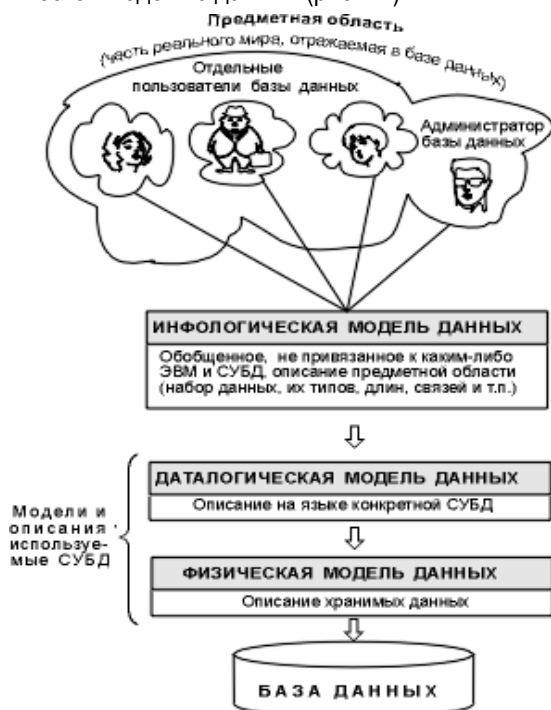 Предметная область
(часть реального мира, отражаемая в базе данных)
Отдельные
пользователи базы данных
Администратор
базы данных
ИНФОЛОГИЧЕСКАЯ МОДЕЛЬ ДАННЫХ
Обобщенное, не привязанное к каким-либо
ЭВМ и СУБД, описание предметной области
(набор данных, их типов, длин, связей и т.п.)
Модели и
описания
используе-
мые СУБД
ДАТАЛОГИЧЕСКАЯ МОДЕЛЬ ДАННЫХ
Описание на языке конкретной СУБД
ФИЗИЧЕСКАЯ МОДЕЛЬ ДАННЫХ
Описание хранимых данных
БАЗА ДАННЫХ